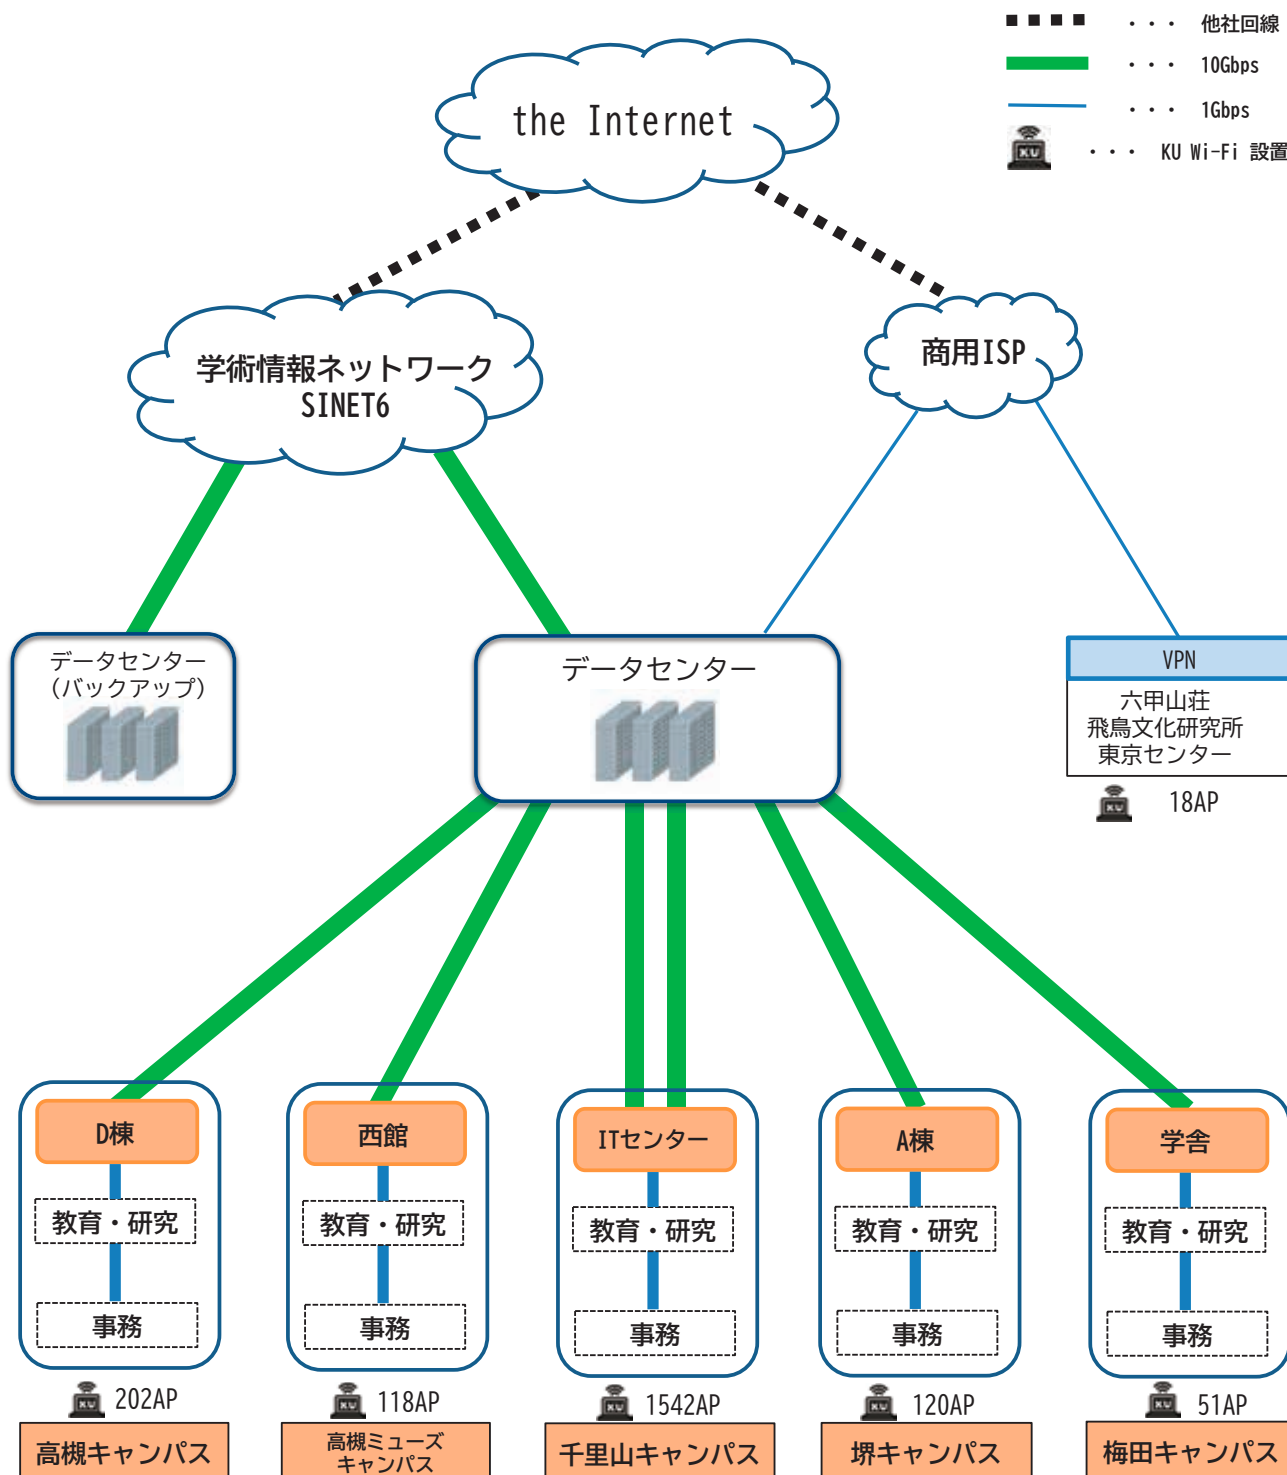 ・・・ 他社回線
・・・ 10Gbps
・・・ 1Gbps
・・・ KU Wi-Fi 設置
the Internet
学術情報ネットワーク
SINET6
商用ISP
データセンター
(バックアップ)
データセンター
VPN
六甲山荘
飛鳥文化研究所
東京センター
18AP
D棟
教育・研究
事務
202AP
高槻キャンパス
西館
教育・研究
事務
118AP
高槻ミューズ
キャンパス
ITセンター
教育・研究
事務
1542AP
千里山キャンパス
A棟
教育・研究
事務
120AP
堺キャンパス
学舎
教育・研究
事務
51AP
梅田キャンパス